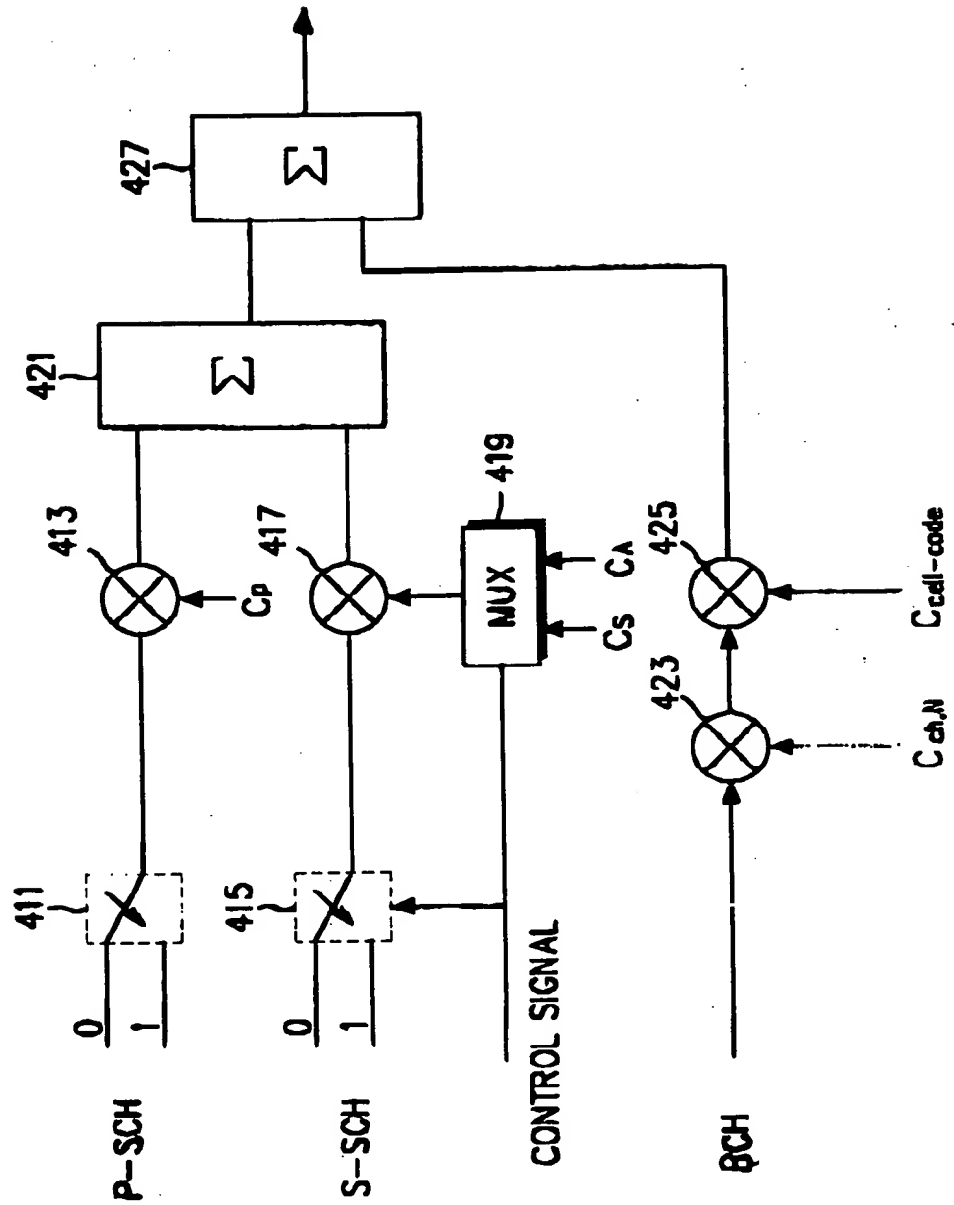 P-SCH
0
1
411
413
Cp
421
Σ
427
Σ
S-SCH
0
1
415
417
MUX
419
Cs
CA
CONTROL SIGNAL
BCH
423
425
Cch,N
Ccell-code